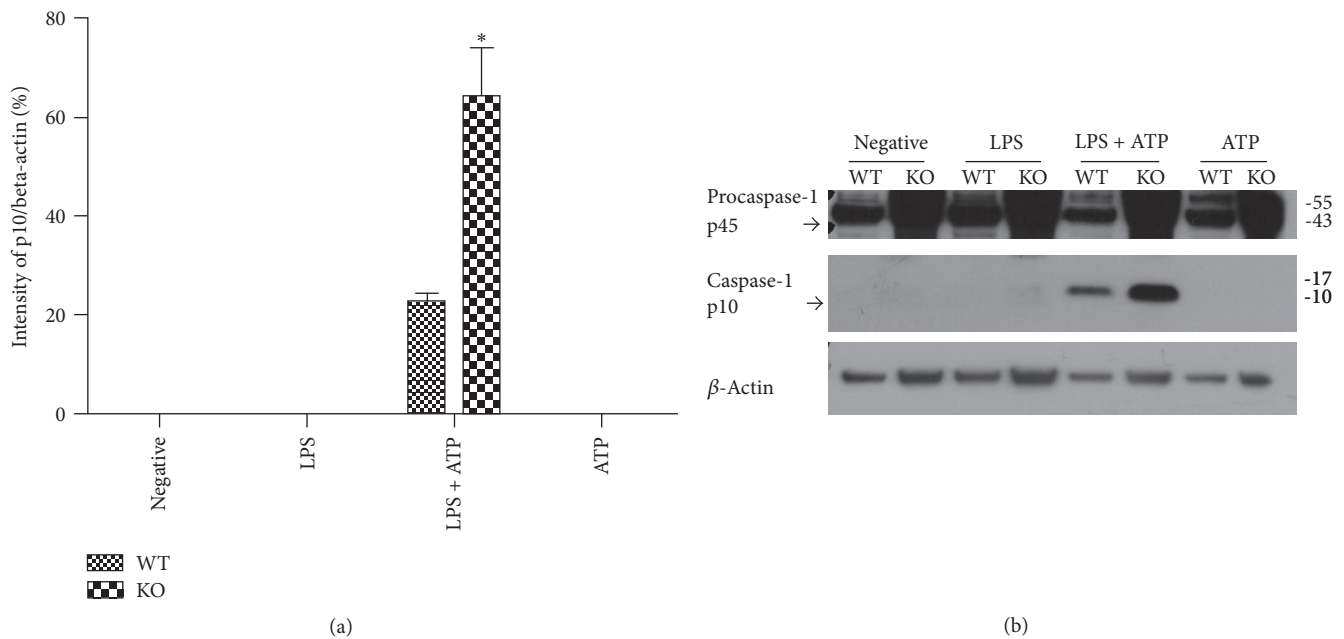 80
60
40
20
0
Intensity of p10/beta-actin (%)
*
Negative
LPS
LPS + ATP
ATP
WT
KO
(a)
Negative LPS LPS + ATP ATP
WT KO WT KO WT KO WT KO
Procaspase-1
p45 →
-55
-43
Caspase-1
p10 →
-17
-10
β-Actin
(b)